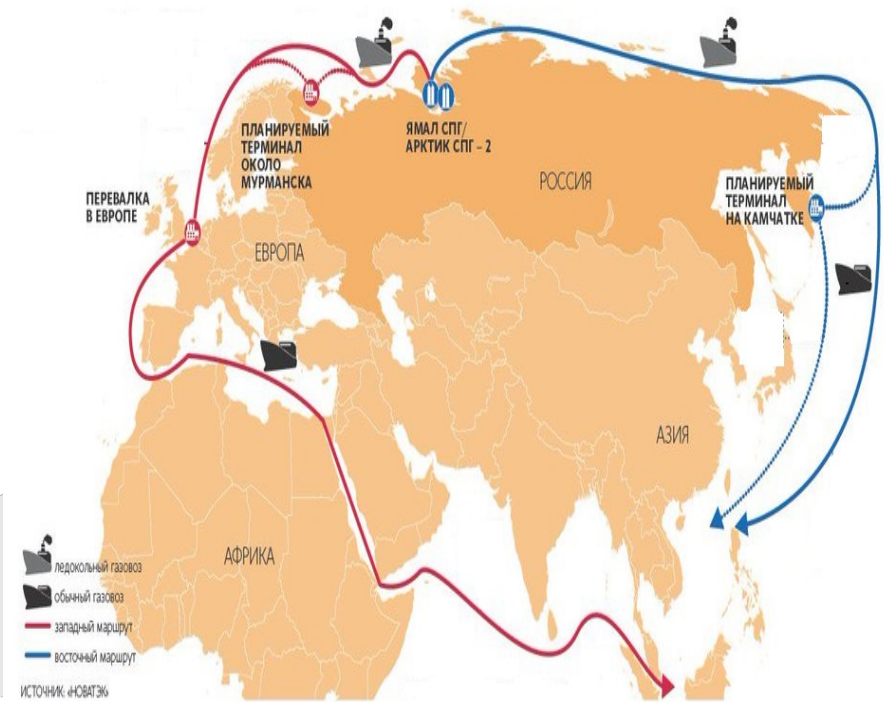 ПЛАНИРУЕМЫЙ
ТЕРМИНАЛ
ОКОЛО
МУРМАНСКА
ЯМАЛ СПГ/
АРКТИК СПГ – 2
РОССИЯ
ПЛАНИРУЕМЫЙ
ТЕРМИНАЛ
НА КАМЧАТКЕ
ПЕРЕВАЛКА
В ЕВРОПЕ
ЕВРОПА
АЗИЯ
АФРИКА
ледокольный газовоз
обычный газовоз
западный маршрут
восточный маршрут
ИСТОЧНИК: «НОВАТЭК»